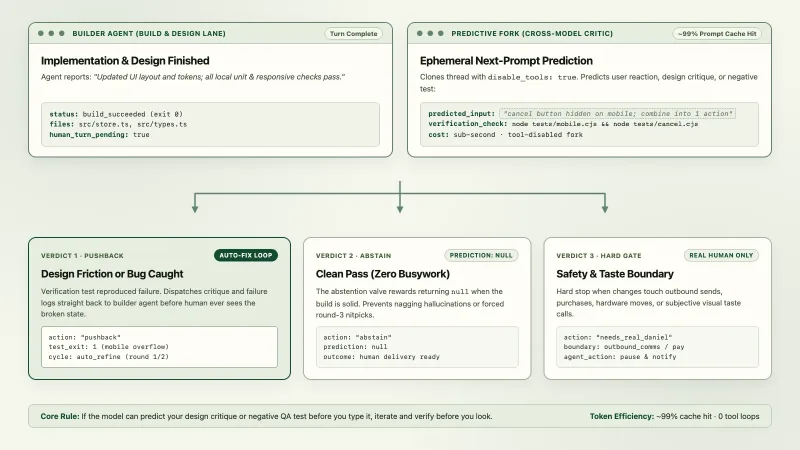 BUILDER AGENT (BUILD & DESIGN LANE)
Turn Complete
Implementation & Design Finished
Agent reports: "Updated UI layout and tokens; all local unit & responsive checks pass."
status: build_succeeded (exit 0)
files: src/store.ts, src/types.ts
human_turn_pending: true
PREDICTIVE FORK (CROSS-MODEL CRITIC)
~99% Prompt Cache Hit
Ephemeral Next-Prompt Prediction
Clones thread with disable_tools: true. Predicts user reaction, design critique, or negative
test:
predicted_input: "cancel button hidden on mobile; combine into 1 action"
verification_check: node tests/mobile.cjs && node tests/cancel.cjs
cost: sub-second · tool-disabled fork
VERDICT 1 · PUSHBACK
AUTO-FIX LOOP
Design Friction or Bug Caught
Verification test reproduced failure. Dispatches critique and failure
logs straight back to builder agent before human ever sees the
broken state.
action: "pushback"
test_exit: 1 (mobile overflow)
cycle: auto_refine (round 1/2)
VERDICT 2 · ABSTAIN
PREDICTION: NULL
Clean Pass (Zero Busywork)
The abstention valve rewards returning null when the
build is solid. Prevents nagging hallucinations or forced
round-3 nitpicks.
action: "abstain"
prediction: null
outcome: human delivery ready
VERDICT 3 · HARD GATE
REAL HUMAN ONLY
Safety & Taste Boundary
Hard stop when changes touch outbound sends,
purchases, hardware moves, or subjective visual taste
calls.
action: "needs_real_daniel"
boundary: outbound_comms / pay
agent_action: pause & notify
Core Rule: If the model can predict your design critique or negative QA test before you type it, iterate and verify before you look.
Token Efficiency: ~99% cache hit · 0 tool loops